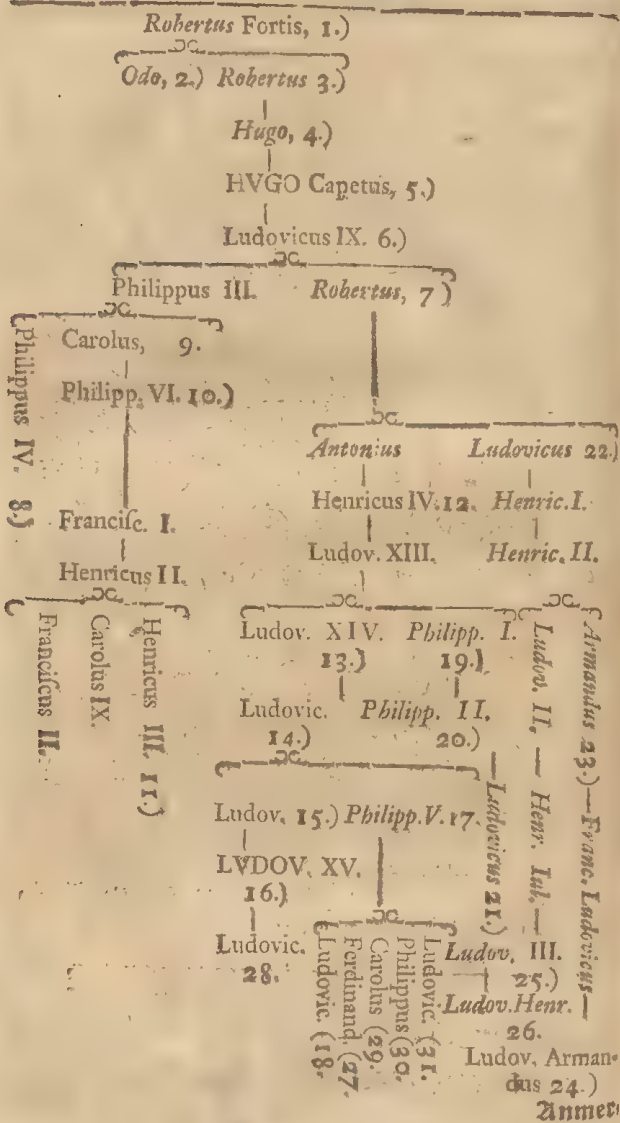 Robertus Fortis, 1.)
Odo, 2.) Robertus 3.)
Hugo, 4.)
HVGO Capetus, 5.)
Ludovicus IX. 6.)
Philippus III. Robertus, 7)
Philippus IV. 8.)
Carolus, 9.
Philipp. VI. 10.)
Antonius Ludovicus 22.)
Henricus IV. 12. Henric. I.
Franciſc. I.
Ludov. XIII. Henric. II.
Henricus II.
Franciſcus II.
Carolus IX.
Henricus III. 11.)
Ludov. XIV. Philipp. I.
13.) 19.)
Ludovic. Philipp. II.
14.) 20.)
Ludovicus 21.)
Ludov. II. — Henr. Iul. —
Armandus 23.) — Franc. Ludovicus —
Ludov. 15.) Philipp. V. 17.
LVDOV. XV.
16.)
Ludovic.
28.
Ludovic. (18.
Ferdinand. (27.
Carolus (29.
Philippus (30.
Ludovic. (31.
Ludov. III.
25.)
Ludov. Henr.
26.
Ludov. Arman-
dus 24.)
Anmer-